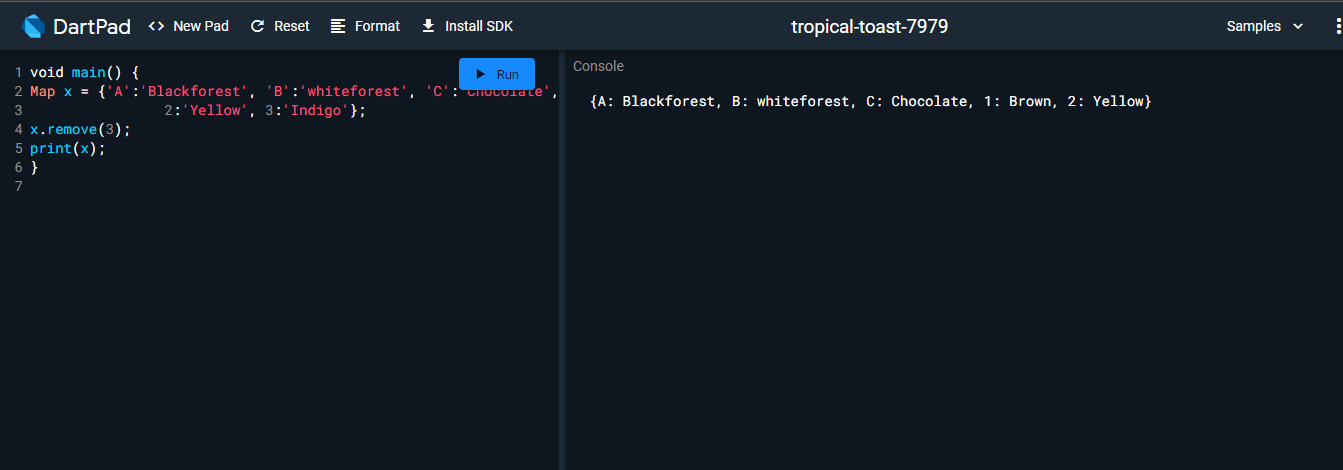 DartPad <> New Pad Reset Format Install SDK tropical-toast-7979 Samples
Run
Console
1 void main() {
2 Map x = {'A':'Blackforest', 'B':'whiteforest', 'C':'Chocolate',
3 2:'Yellow', 3:'Indigo'};
4 x.remove(3);
5 print(x);
6 }
7
{A: Blackforest, B: whiteforest, C: Chocolate, 1: Brown, 2: Yellow}